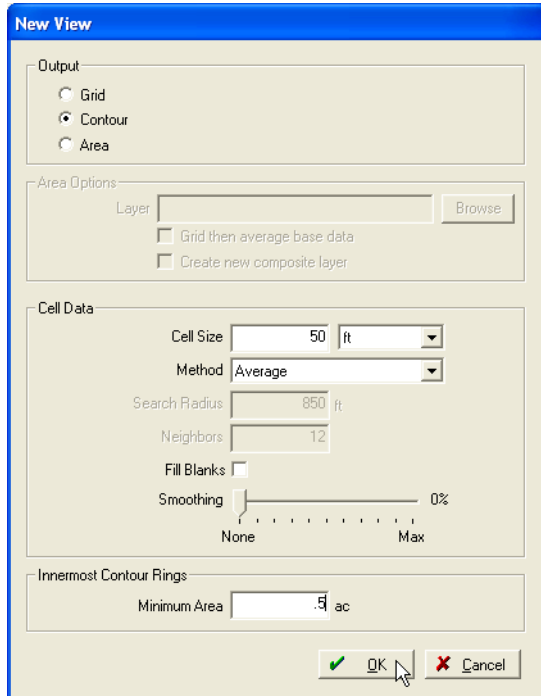 New View
Output
Grid
Contour
Area
Area Options
Layer
Browse
Grid then average base data
Create new composite layer
Cell Data
Cell Size 50 ft
Method Average
Search Radius 850 ft
Neighbors 12
Fill Blanks
Smoothing 0%
None Max
Innermost Contour Rings
Minimum Area .5 ac
OK Cancel